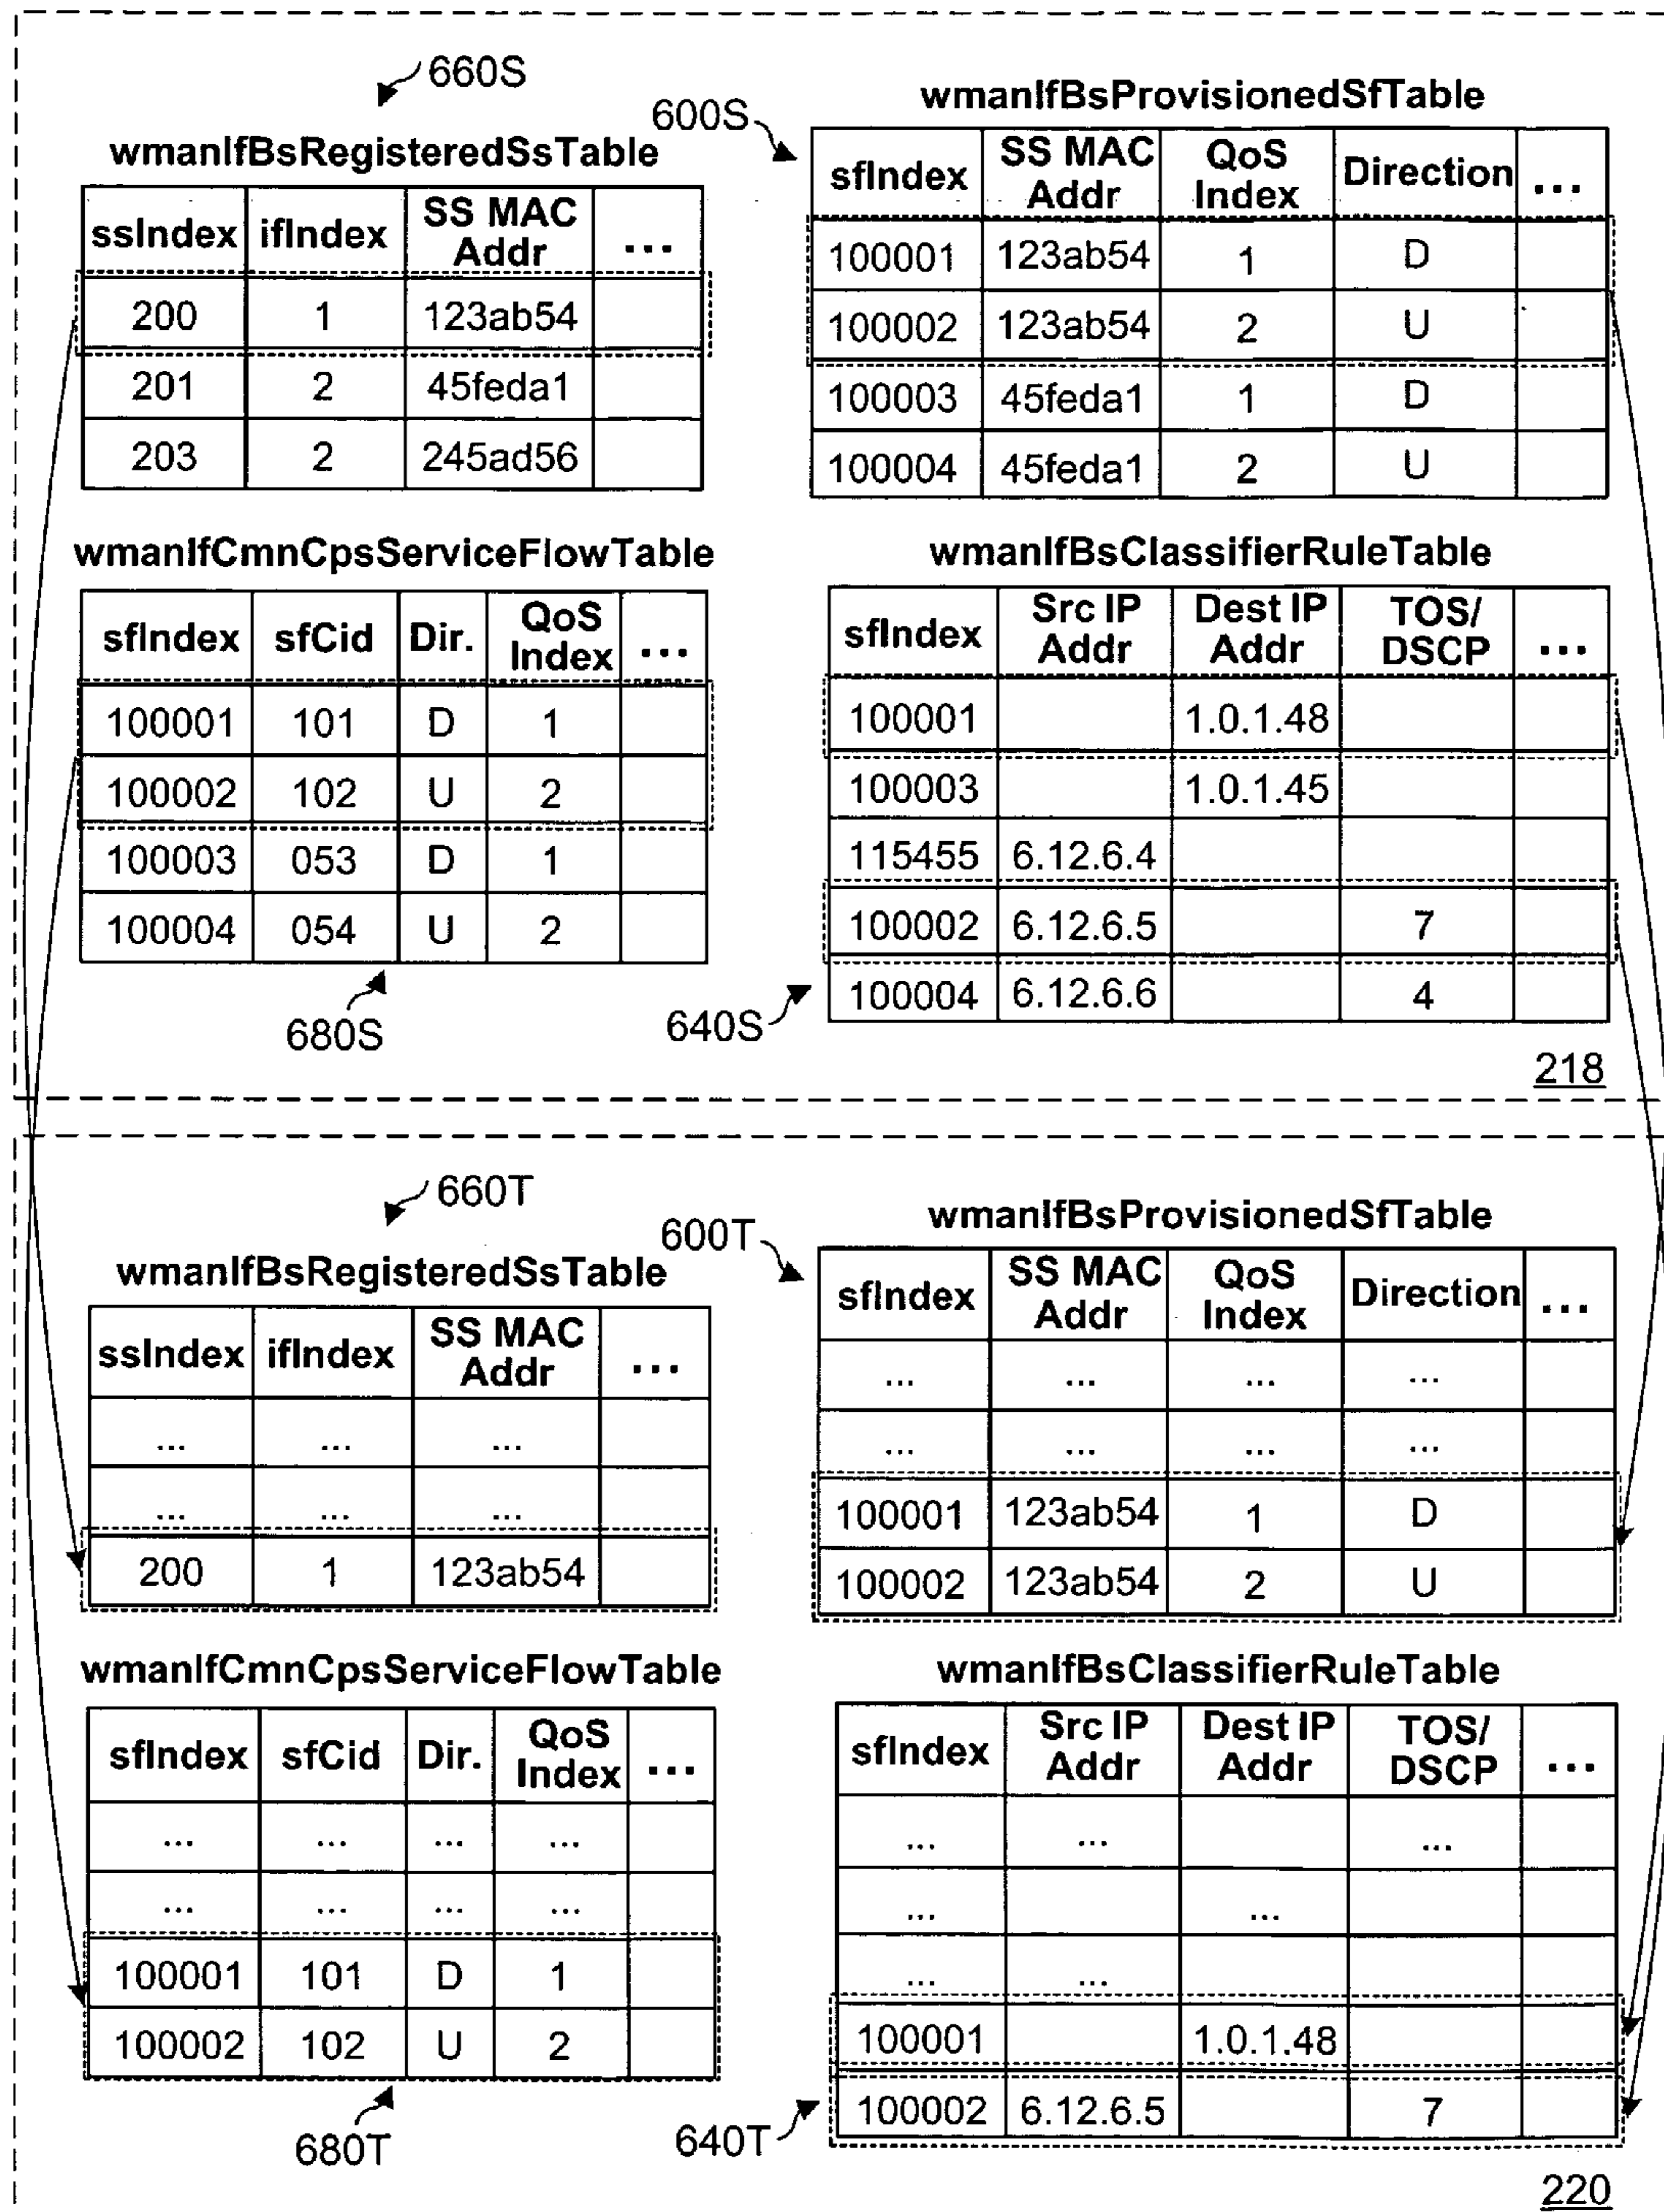 660S
wmanIfBsRegisteredSsTable
ssIndex ifIndex SS MAC Addr ...
200 1 123ab54
201 2 45feda1
203 2 245ad56
600S
wmanIfBsProvisionedSfTable
sfIndex SS MAC Addr QoS Index Direction ...
100001 123ab54 1 D
100002 123ab54 2 U
100003 45feda1 1 D
100004 45feda1 2 U
wmanIfCmnCpsServiceFlowTable
sfIndex sfCid Dir. QoS Index ...
100001 101 D 1
100002 102 U 2
100003 053 D 1
100004 054 U 2
680S
wmanIfBsClassifierRuleTable
sfIndex Src IP Addr Dest IP Addr TOS/ DSCP ...
100001 1.0.1.48
100003 1.0.1.45
115455 6.12.6.4
100002 6.12.6.5 7
100004 6.12.6.6 4
640S
218
660T
wmanIfBsRegisteredSsTable
ssIndex ifIndex SS MAC Addr ...
... ... ...
... ... ...
200 1 123ab54
600T
wmanIfBsProvisionedSfTable
sfIndex SS MAC Addr QoS Index Direction ...
... ... ... ...
... ... ... ...
100001 123ab54 1 D
100002 123ab54 2 U
wmanIfCmnCpsServiceFlowTable
sfIndex sfCid Dir. QoS Index ...
... ... ... ...
... ... ... ...
100001 101 D 1
100002 102 U 2
680T
wmanIfBsClassifierRuleTable
sfIndex Src IP Addr Dest IP Addr TOS/ DSCP ...
... ... ...
... ...
... ...
100001 1.0.1.48
100002 6.12.6.5 7
640T
220